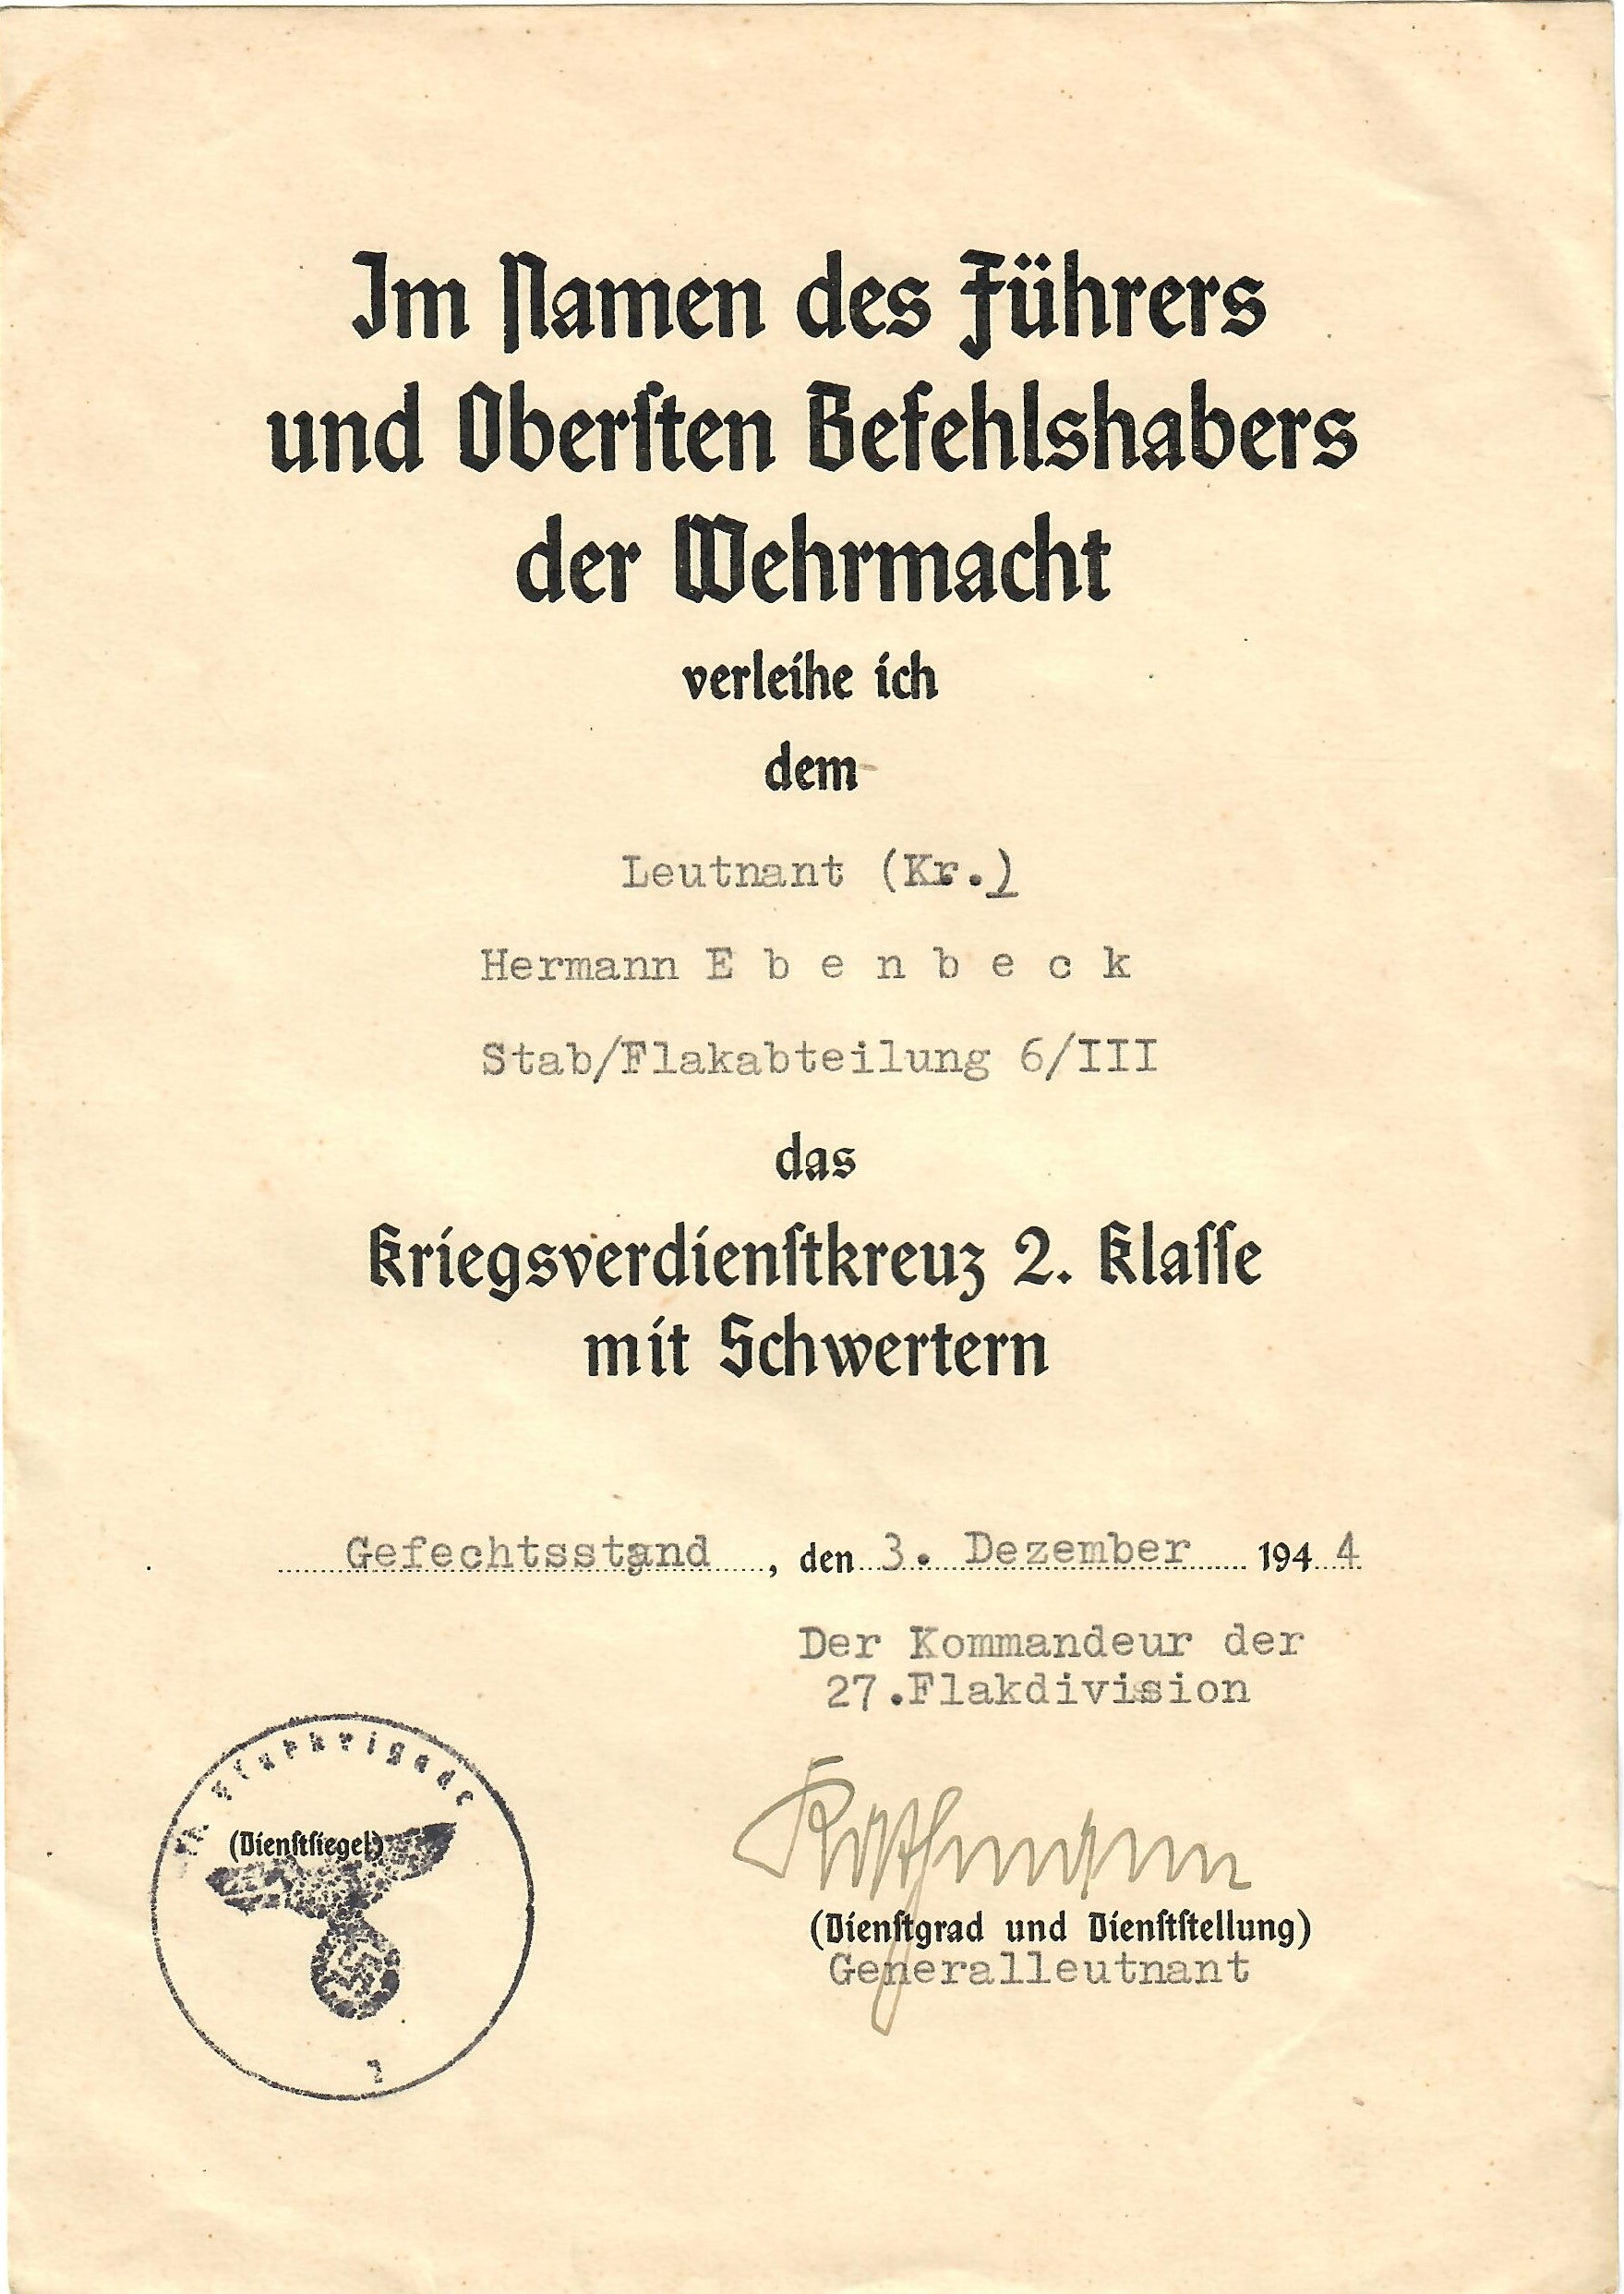 Im Namen des Führers
und Oberſten Befehlshabers
der Wehrmacht
verleihe ich
dem
Leutnant (Kr.)
Hermann E b e n b e c k
Stab/Flakabteilung 6/III
das
Kriegsverdienſtkreuz 2. Klaſſe
mit Schwertern
Gefechtsstand, den 3. Dezember 1944
Der Kommandeur der
27.Flakdivision
(Dienſtſiegel)
(Dienſtgrad und Dienſtſtellung)
Generalleutnant